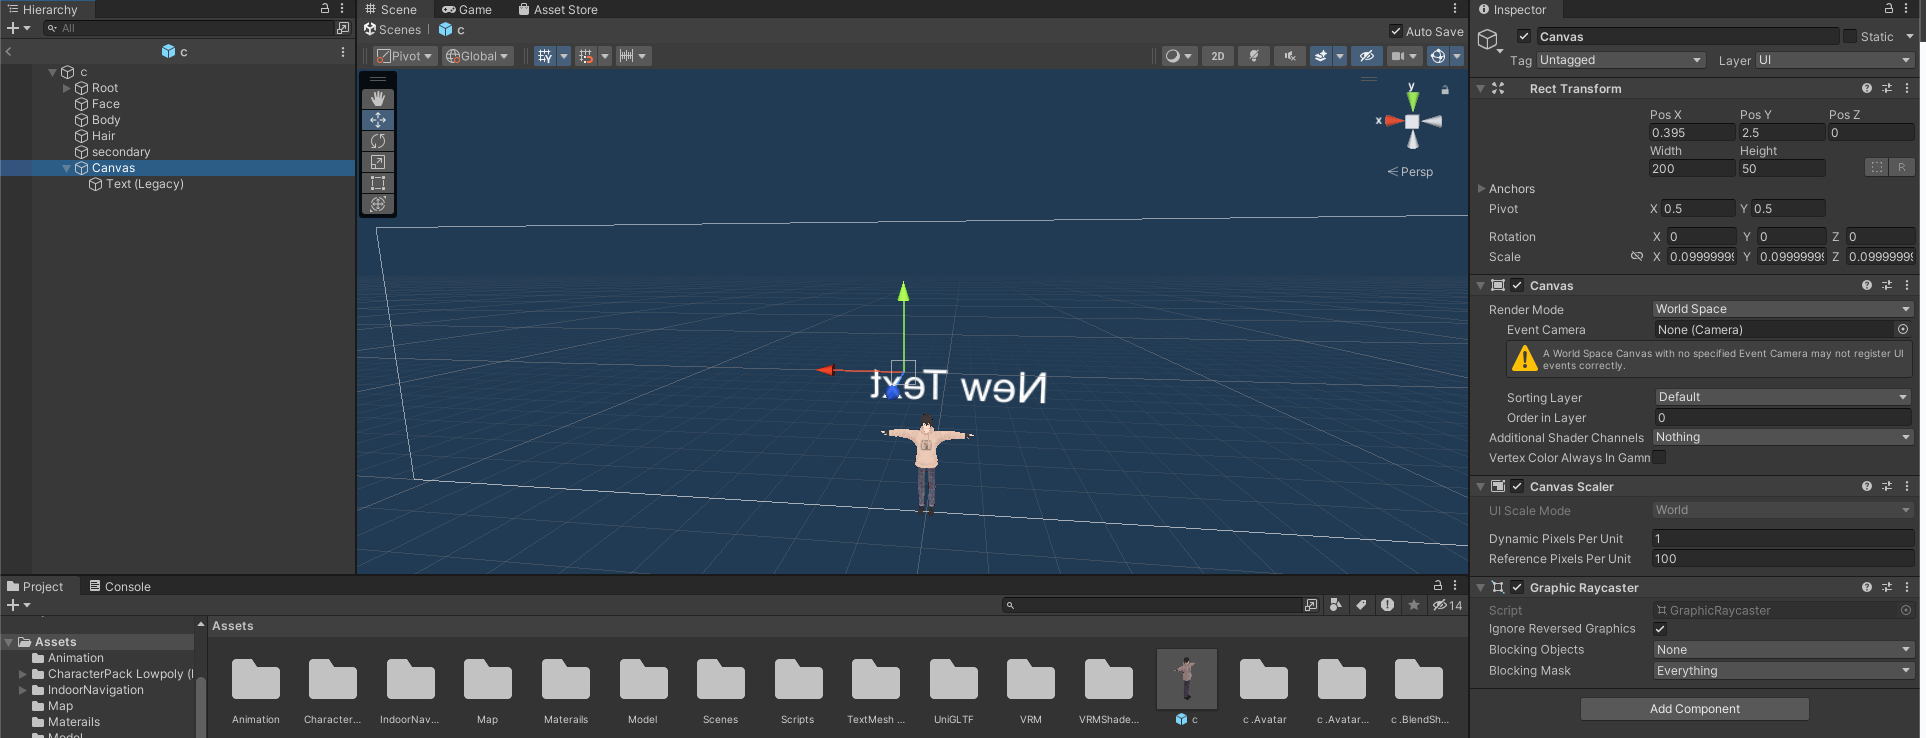 Hierarchy
All
c
c
Root
Face
Body
Hair
secondary
Canvas
Text (Legacy)
Scene
Game
Asset Store
Scenes
c
Auto Save
Pivot
Global
2D
y
x
Persp
New Text
Project
Console
14
Assets
Animation
CharacterPack Lowpoly (
IndoorNavigation
Map
Materails
Model
Assets
Animation
Character...
IndoorNav...
Map
Materails
Model
Scenes
Scripts
TextMesh ...
UniGLTF
VRM
VRMShade...
c
c .Avatar
c .Avatar...
c .BlendSh...
Inspector
Canvas
Static
Tag Untagged
Layer UI
Rect Transform
Pos X Pos Y Pos Z
0.395 2.5 0
Width Height
200 50
R
Anchors
Pivot X 0.5 Y 0.5
Rotation X 0 Y 0 Z 0
Scale X 0.09999999 Y 0.09999999 Z 0.09999999
Canvas
Render Mode World Space
Event Camera None (Camera)
A World Space Canvas with no specified Event Camera may not register UI
events correctly.
Sorting Layer Default
Order in Layer 0
Additional Shader Channels Nothing
Vertex Color Always In Gamn
Canvas Scaler
UI Scale Mode World
Dynamic Pixels Per Unit 1
Reference Pixels Per Unit 100
Graphic Raycaster
Script GraphicRaycaster
Ignore Reversed Graphics
Blocking Objects None
Blocking Mask Everything
Add Component